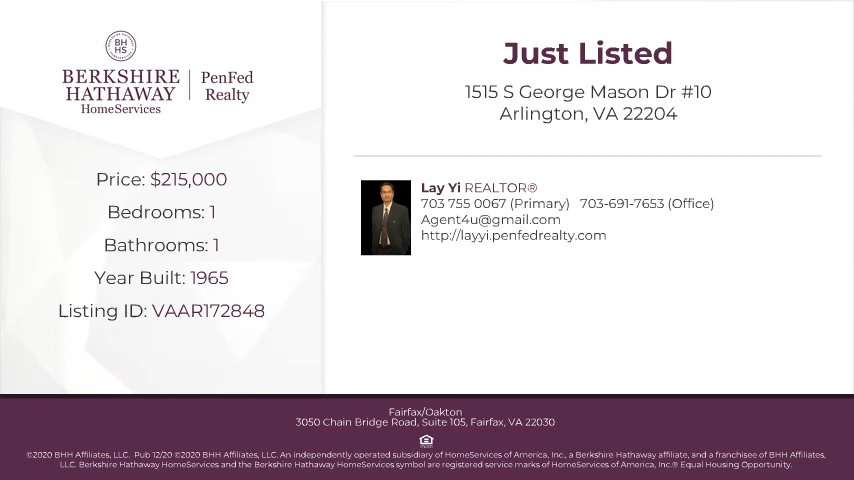 BERKSHIRE HATHAWAY
BH
HS
BERKSHIRE
HATHAWAY
HomeServices
PenFed
Realty
Price: $215,000
Bedrooms: 1
Bathrooms: 1
Year Built: 1965
Listing ID: VAAR172848
Just Listed
1515 S George Mason Dr #10
Arlington, VA 22204
Lay Yi REALTOR®
703 755 0067 (Primary) 703-691-7653 (Office)
Agent4u@gmail.com
http://layyi.penfedrealty.com
Fairfax/Oakton
3050 Chain Bridge Road, Suite 105, Fairfax, VA 22030
©2020 BHH Affiliates, LLC. Pub 12/20 ©2020 BHH Affiliates, LLC. An independently operated subsidiary of HomeServices of America, Inc., a Berkshire Hathaway affiliate, and a franchisee of BHH Affiliates,
LLC. Berkshire Hathaway HomeServices and the Berkshire Hathaway HomeServices symbol are registered service marks of HomeServices of America, Inc.® Equal Housing Opportunity.